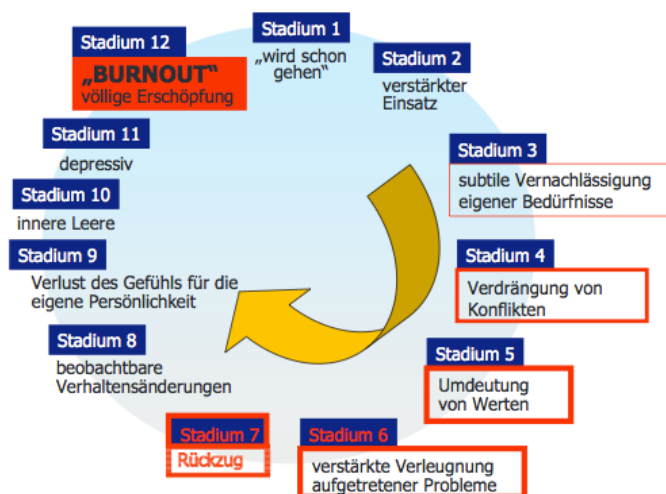 Stadium 1
„wird schon
gehen“
Stadium 2
verstärkter
Einsatz
Stadium 3
subtile Vernachlässigung
eigener Bedürfnisse
Stadium 4
Verdrängung von
Konflikten
Stadium 5
Umdeutung
von Werten
Stadium 6
verstärkte Verleugnung
aufgetretener Probleme
Stadium 7
Rückzug
Stadium 8
beobachtbare
Verhaltensänderungen
Stadium 9
Verlust des Gefühls für die
eigene Persönlichkeit
Stadium 10
innere Leere
Stadium 11
depressiv
Stadium 12
„BURNOUT“
völlige Erschöpfung